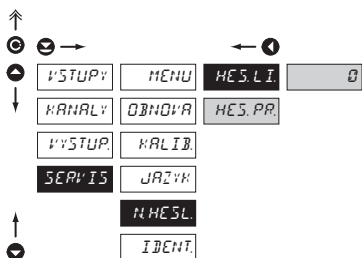 VSTUPY MENU HES. LI. 0
KANALY OBNOVA HES. PR.
VYSTUP. KALIB.
SERVIS JAZYK
N. HESL.
IDENT.